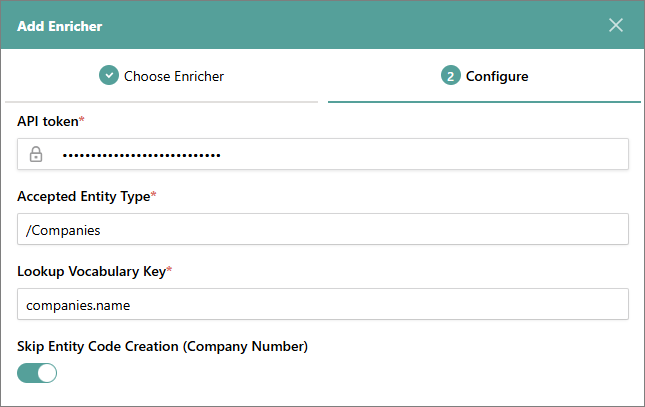 Add Enricher
Choose Enricher
2 Configure
API token*
••••••••••••••••••••••••••••
Accepted Entity Type*
/Companies
Lookup Vocabulary Key*
companies.name
Skip Entity Code Creation (Company Number)